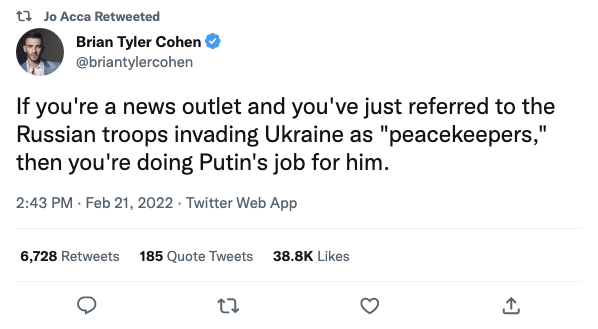 Jo Acca Retweeted
Brian Tyler Cohen
@briantylercohen
If you're a news outlet and you've just referred to the
Russian troops invading Ukraine as "peacekeepers,"
then you're doing Putin's job for him.
2:43 PM · Feb 21, 2022 · Twitter Web App
6,728 Retweets 185 Quote Tweets 38.8K Likes